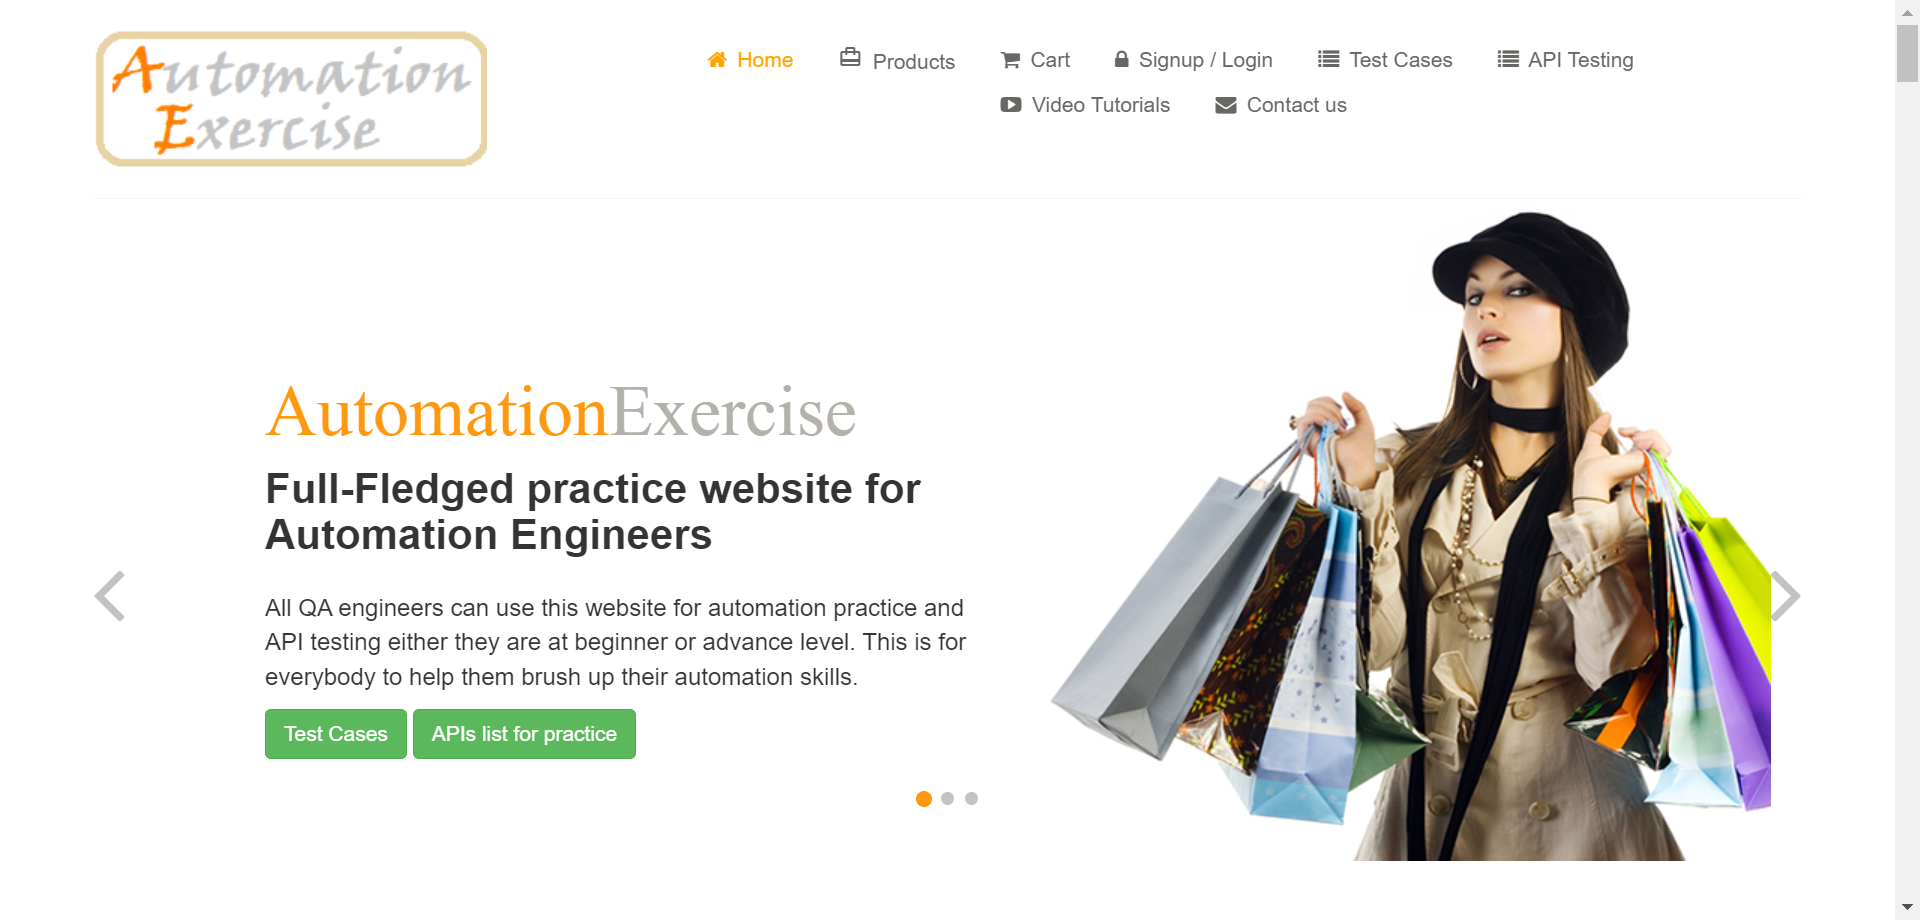 Automation
Exercise
Home Products Cart Signup / Login Test Cases API Testing
Video Tutorials Contact us
AutomationExercise
Full-Fledged practice website for
Automation Engineers
All QA engineers can use this website for automation practice and
API testing either they are at beginner or advance level. This is for
everybody to help them brush up their automation skills.
Test Cases APIs list for practice